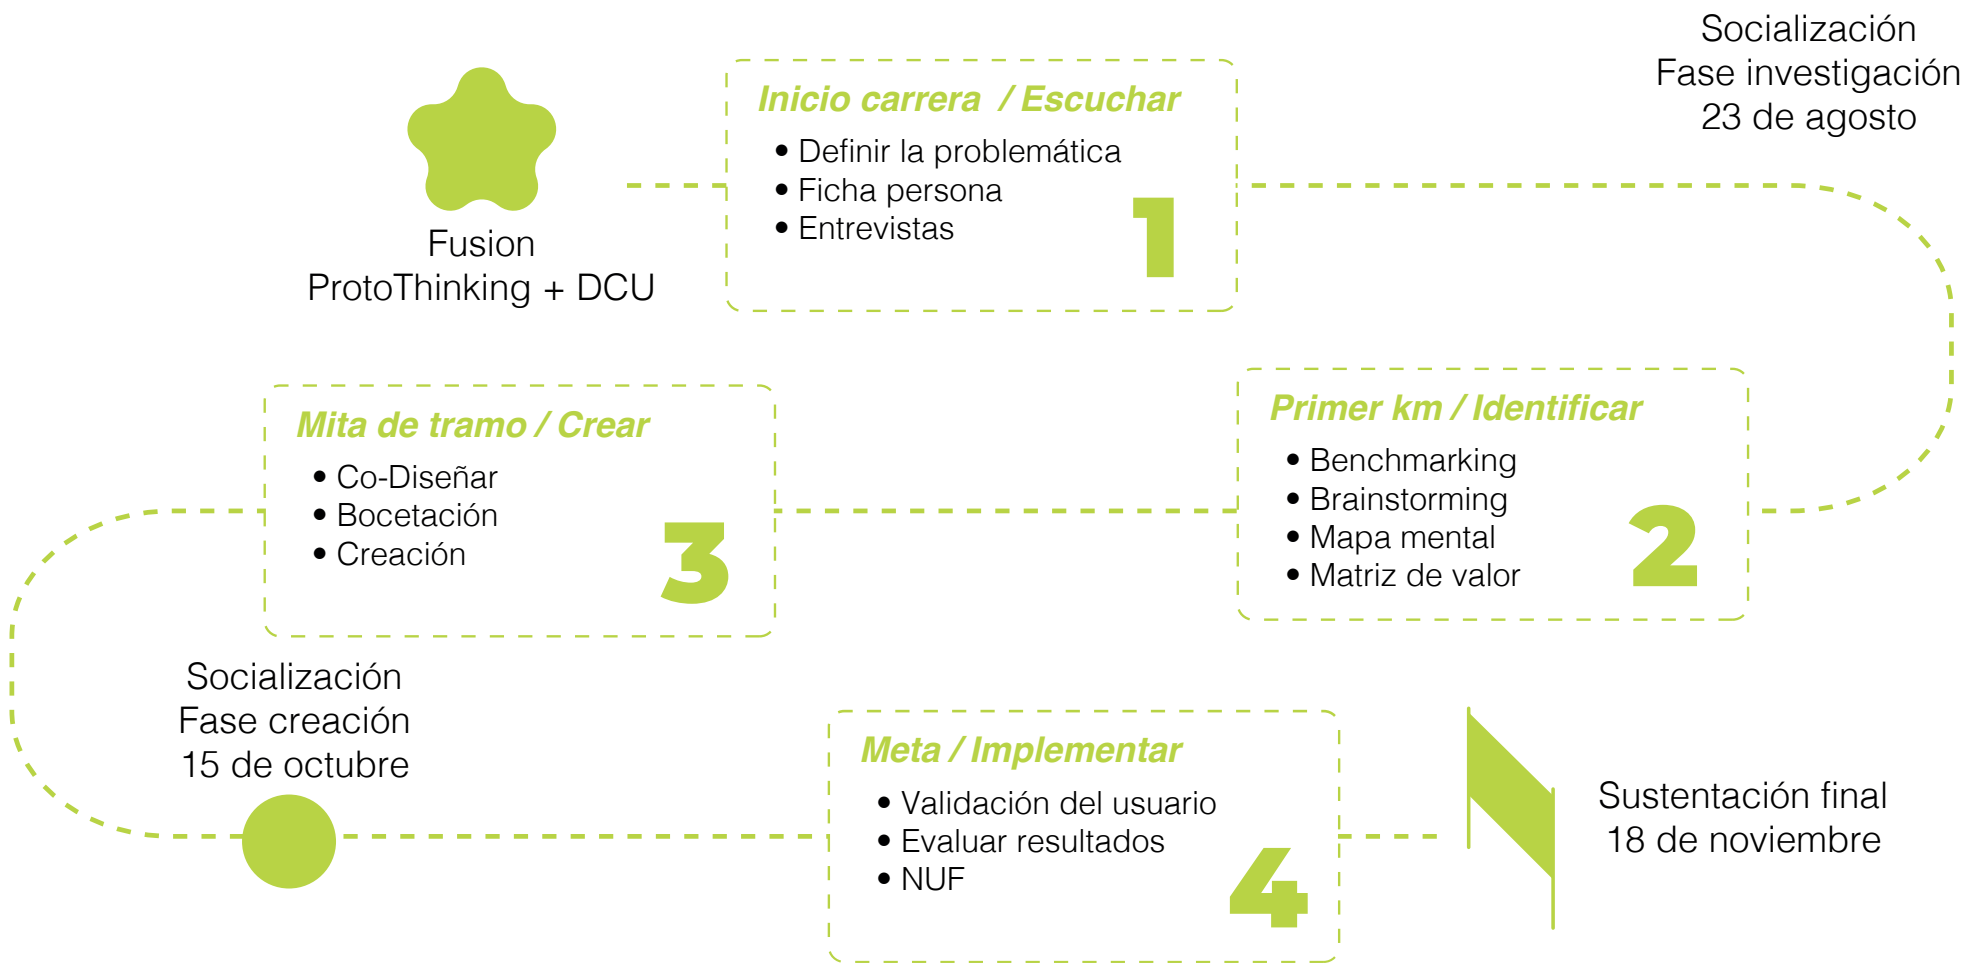 Fusion
ProtoThinking + DCU
Inicio carrera / Escuchar
• Definir la problemática
• Ficha persona
• Entrevistas
1
Socialización
Fase investigación
23 de agosto
Primer km / Identificar
• Benchmarking
• Brainstorming
• Mapa mental
• Matriz de valor
2
Mita de tramo / Crear
• Co-Diseñar
• Bocetación
• Creación
3
Socialización
Fase creación
15 de octubre
Meta / Implementar
• Validación del usuario
• Evaluar resultados
• NUF
4
Sustentación final
18 de noviembre